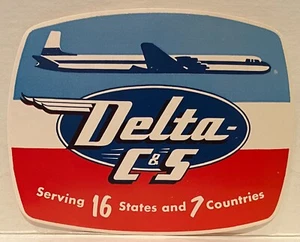 Delta-
C&S
Serving 16 States and 7 Countries